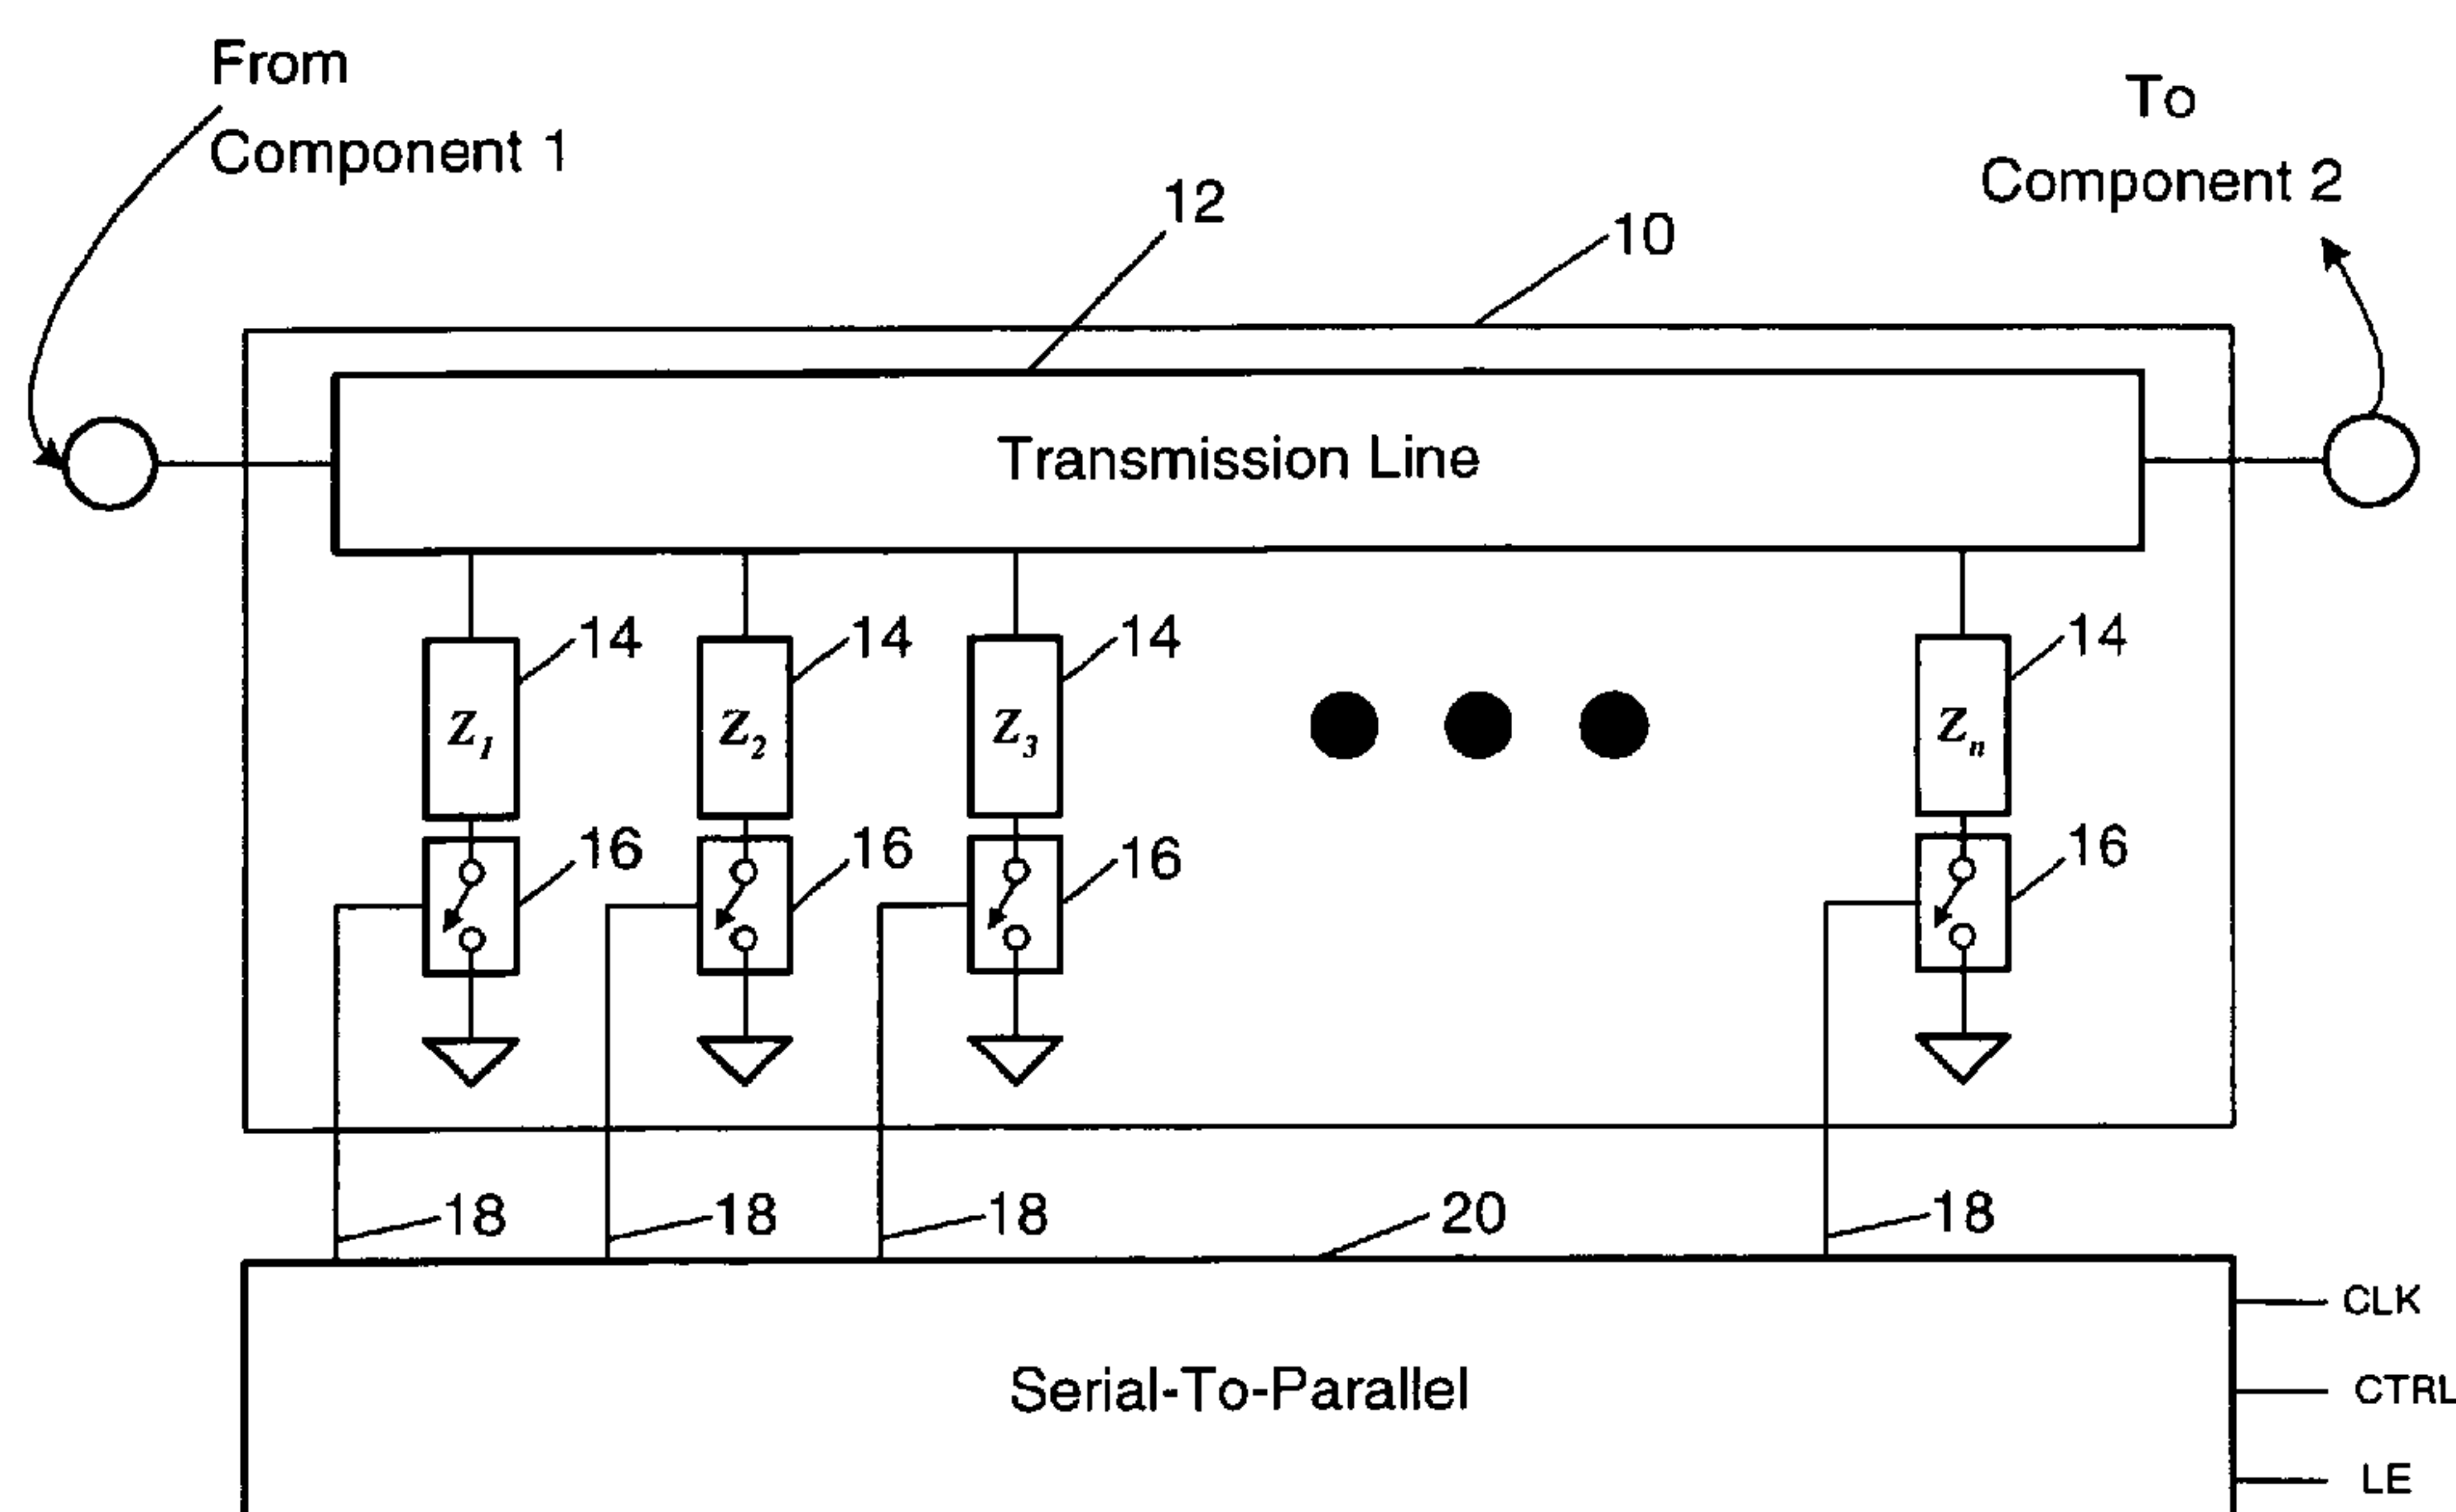 From
Component 1
To
Component 2
12
10
Transmission Line
14
14
14
14
Z1
Z2
Z3
Zn
16
16
16
16
18
18
18
20
18
CLK
Serial-To-Parallel
CTRL
LE